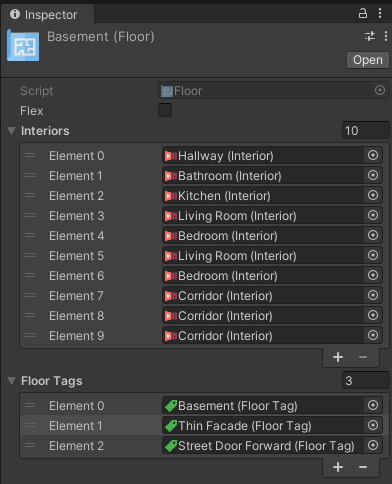 Inspector
Basement (Floor)
Open
Script Floor
Flex
Interiors 10
Element 0 Hallway (Interior)
Element 1 Bathroom (Interior)
Element 2 Kitchen (Interior)
Element 3 Living Room (Interior)
Element 4 Bedroom (Interior)
Element 5 Living Room (Interior)
Element 6 Bedroom (Interior)
Element 7 Corridor (Interior)
Element 8 Corridor (Interior)
Element 9 Corridor (Interior)
+ −
Floor Tags 3
Element 0 Basement (Floor Tag)
Element 1 Thin Facade (Floor Tag)
Element 2 Street Door Forward (Floor Tag)
+ −